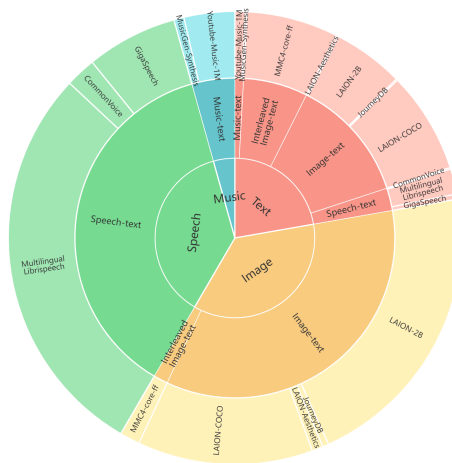 Music
Text
Image
Speech
Music-text
Interleaved
Image-text
Image-text
Speech-text
Image-text
Interleaved
Image-text
Speech-text
Music-text
Youtube-Music-1M
MusicGen-Synthesis
MMC4-core-ff
LAION-Aesthetics
LAION-2B
JourneyDB
LAION-COCO
CommonVoice
Multilingual
Librispeech
GigaSpeech
LAION-2B
JourneyDB
LAION-Aesthetics
LAION-COCO
MMC4-core-ff
Multilingual
Librispeech
CommonVoice
GigaSpeech
MusicGen-Synthesis
Youtube-Music-1M